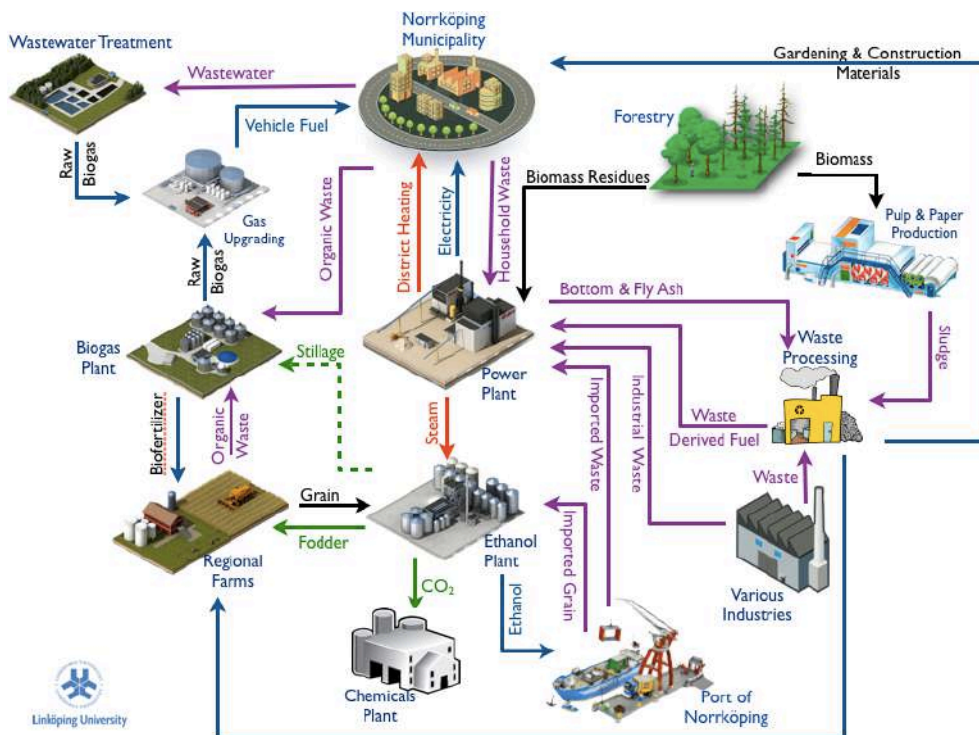 Norrköping
Municipality
Wastewater Treatment
Gardening & Construction
Materials
Wastewater
Vehicle Fuel
Forestry
Raw
Biogas
Biomass
Biomass Residues
Gas
Upgrading
Organic Waste
District Heating
Electricity
Household Waste
Pulp & Paper
Production
Raw
Biogas
Bottom & Fly Ash
Sludge
Biogas
Plant
Stillage
Power
Plant
Waste
Processing
Imported Waste
Industrial Waste
Waste
Derived Fuel
Steam
Biofertilizer
Organic
Waste
Waste
Grain
Fodder
Regional
Farms
Ethanol
Plant
Imported Grain
Various
Industries
CO₂
Ethanol
Chemicals
Plant
Port of
Norrköping
Linköping University